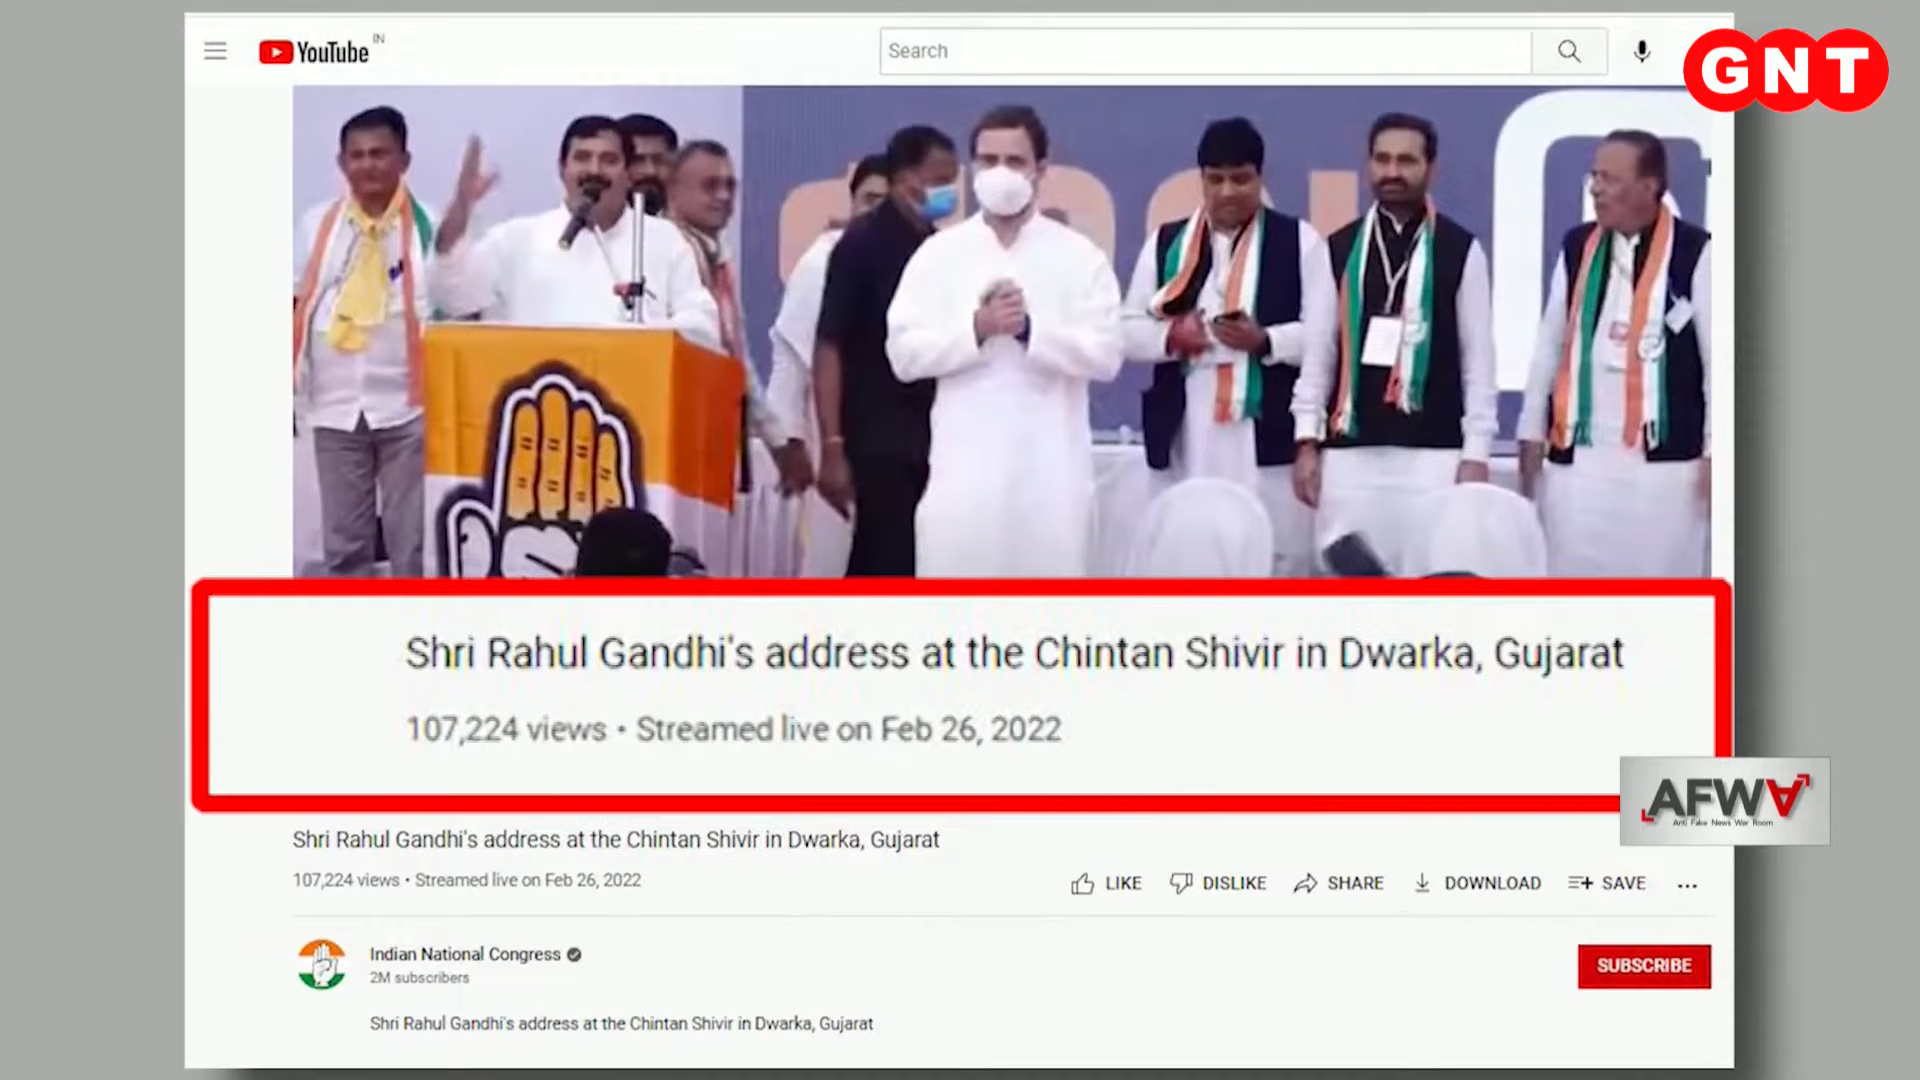 YouTube IN
Search
GNT
Shri Rahul Gandhi's address at the Chintan Shivir in Dwarka, Gujarat
107,224 views • Streamed live on Feb 26, 2022
AFWA
Anti Fake News War Room
Shri Rahul Gandhi's address at the Chintan Shivir in Dwarka, Gujarat
107,224 views • Streamed live on Feb 26, 2022
LIKE DISLIKE SHARE DOWNLOAD SAVE ...
Indian National Congress
2M subscribers
SUBSCRIBE
Shri Rahul Gandhi's address at the Chintan Shivir in Dwarka, Gujarat